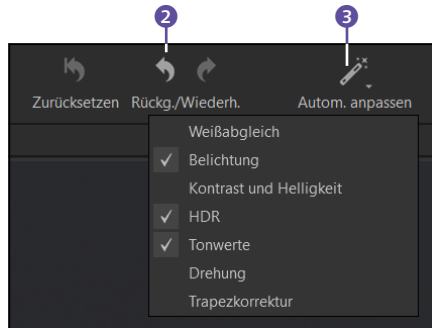 2 3
Zurücksetzen Rückg./Wiederh. Autom. anpassen
Weißabgleich
Belichtung
Kontrast und Helligkeit
HDR
Tonwerte
Drehung
Trapezkorrektur